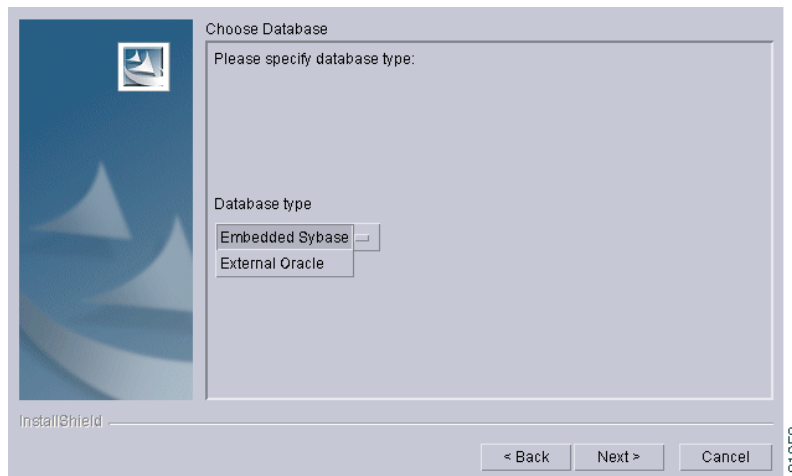 Choose Database
Please specify database type:
Database type
Embedded Sybase
External Oracle
InstallShield
< Back
Next >
Cancel